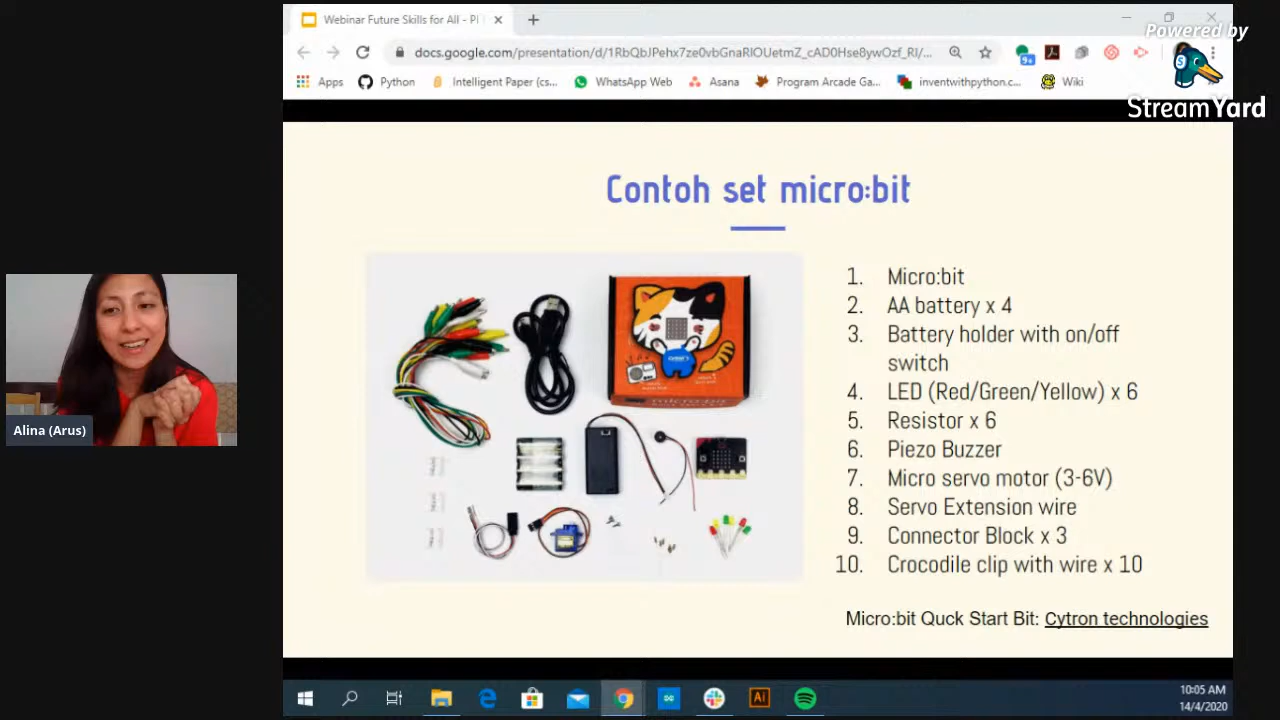 Webinar Future Skills for All - PI
Powered by
StreamYard
docs.google.com/presentation/d/1RbQbJPehx7ze0vbGnaRlOUetmZ_cAD0Hse8ywOzf_RI/...
Apps Python Intelligent Paper (cs... WhatsApp Web Asana Program Arcade Ga... inventwithpython.c... Wiki
Contoh set micro:bit
1. Micro:bit
2. AA battery x 4
3. Battery holder with on/off
switch
4. LED (Red/Green/Yellow) x 6
5. Resistor x 6
6. Piezo Buzzer
7. Micro servo motor (3-6V)
8. Servo Extension wire
9. Connector Block x 3
10. Crocodile clip with wire x 10
Micro:bit Quck Start Bit: Cytron technologies
Alina (Arus)
10:05 AM
14/4/2020